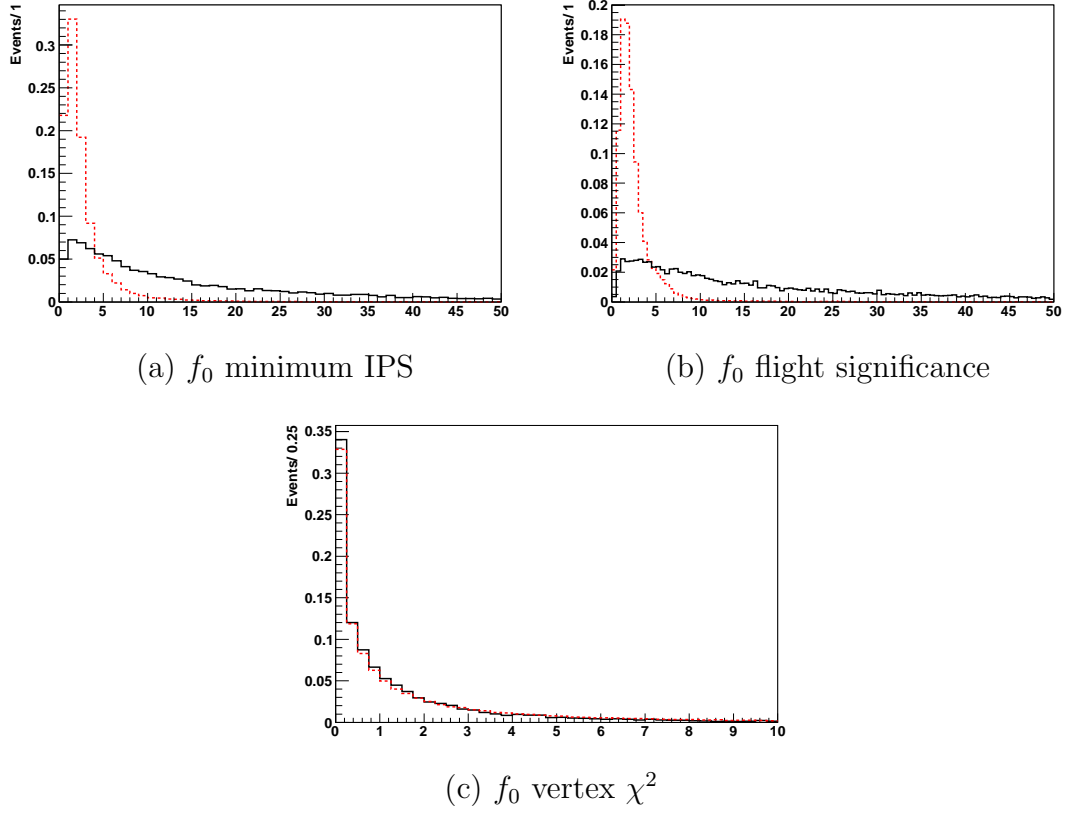 Events/ 1
0.3
0.25
0.2
0.15
0.1
0.05
0
0 5 10 15 20 25 30 35 40 45 50
(a) f₀ minimum IPS
Events/ 1
0.2
0.18
0.16
0.14
0.12
0.1
0.08
0.06
0.04
0.02
0
0 5 10 15 20 25 30 35 40 45 50
(b) f₀ flight significance
Events/ 0.25
0.35
0.3
0.25
0.2
0.15
0.1
0.05
0
0 1 2 3 4 5 6 7 8 9 10
(c) f₀ vertex χ²